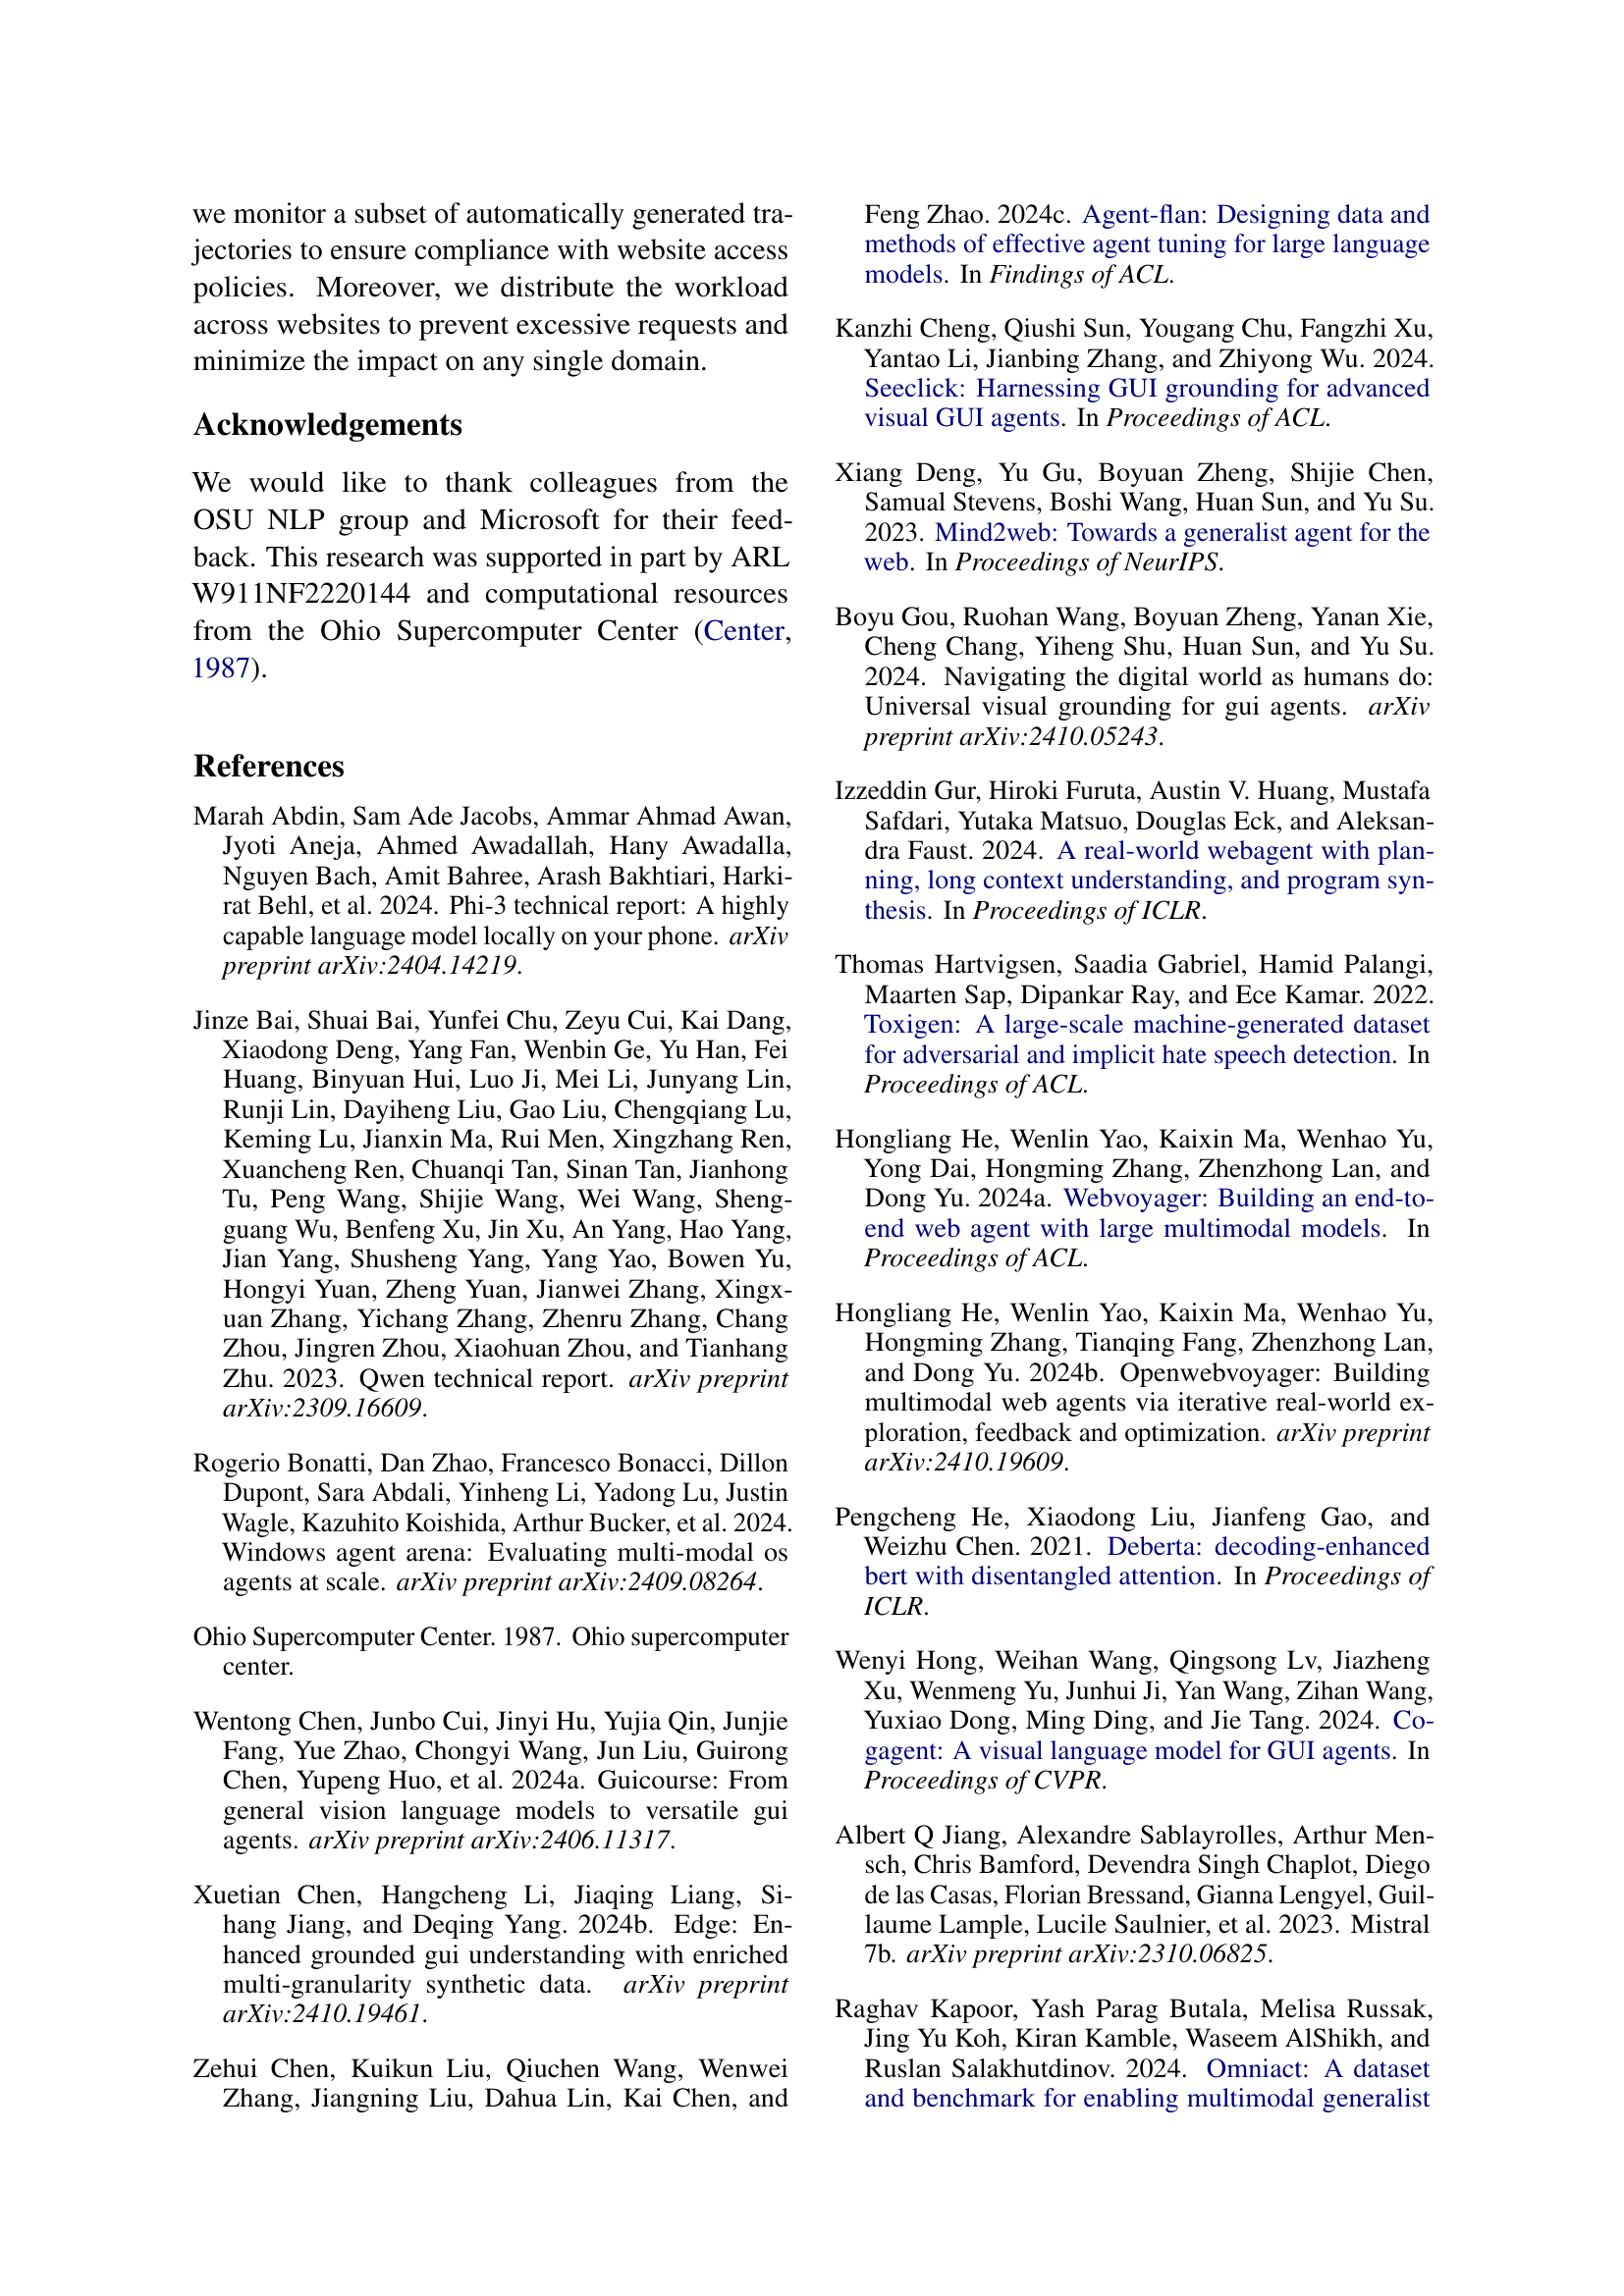 we monitor a subset of automatically generated tra-
jectories to ensure compliance with website access
policies. Moreover, we distribute the workload
across websites to prevent excessive requests and
minimize the impact on any single domain.
Acknowledgements
We would like to thank colleagues from the
OSU NLP group and Microsoft for their feed-
back. This research was supported in part by ARL
W911NF2220144 and computational resources
from the Ohio Supercomputer Center (Center,
1987).
References
Marah Abdin, Sam Ade Jacobs, Ammar Ahmad Awan,
Jyoti Aneja, Ahmed Awadallah, Hany Awadalla,
Nguyen Bach, Amit Bahree, Arash Bakhtiari, Harki-
rat Behl, et al. 2024. Phi-3 technical report: A highly
capable language model locally on your phone. arXiv
preprint arXiv:2404.14219.
Jinze Bai, Shuai Bai, Yunfei Chu, Zeyu Cui, Kai Dang,
Xiaodong Deng, Yang Fan, Wenbin Ge, Yu Han, Fei
Huang, Binyuan Hui, Luo Ji, Mei Li, Junyang Lin,
Runji Lin, Dayiheng Liu, Gao Liu, Chengqiang Lu,
Keming Lu, Jianxin Ma, Rui Men, Xingzhang Ren,
Xuancheng Ren, Chuanqi Tan, Sinan Tan, Jianhong
Tu, Peng Wang, Shijie Wang, Wei Wang, Sheng-
guang Wu, Benfeng Xu, Jin Xu, An Yang, Hao Yang,
Jian Yang, Shusheng Yang, Yang Yao, Bowen Yu,
Hongyi Yuan, Zheng Yuan, Jianwei Zhang, Xingx-
uan Zhang, Yichang Zhang, Zhenru Zhang, Chang
Zhou, Jingren Zhou, Xiaohuan Zhou, and Tianhang
Zhu. 2023. Qwen technical report. arXiv preprint
arXiv:2309.16609.
Rogerio Bonatti, Dan Zhao, Francesco Bonacci, Dillon
Dupont, Sara Abdali, Yinheng Li, Yadong Lu, Justin
Wagle, Kazuhito Koishida, Arthur Bucker, et al. 2024.
Windows agent arena: Evaluating multi-modal os
agents at scale. arXiv preprint arXiv:2409.08264.
Ohio Supercomputer Center. 1987. Ohio supercomputer
center.
Wentong Chen, Junbo Cui, Jinyi Hu, Yujia Qin, Junjie
Fang, Yue Zhao, Chongyi Wang, Jun Liu, Guirong
Chen, Yupeng Huo, et al. 2024a. Guicourse: From
general vision language models to versatile gui
agents. arXiv preprint arXiv:2406.11317.
Xuetian Chen, Hangcheng Li, Jiaqing Liang, Si-
hang Jiang, and Deqing Yang. 2024b. Edge: En-
hanced grounded gui understanding with enriched
multi-granularity synthetic data. arXiv preprint
arXiv:2410.19461.
Zehui Chen, Kuikun Liu, Qiuchen Wang, Wenwei
Zhang, Jiangning Liu, Dahua Lin, Kai Chen, and
Feng Zhao. 2024c. Agent-flan: Designing data and
methods of effective agent tuning for large language
models. In Findings of ACL.
Kanzhi Cheng, Qiushi Sun, Yougang Chu, Fangzhi Xu,
Yantao Li, Jianbing Zhang, and Zhiyong Wu. 2024.
Seeclick: Harnessing GUI grounding for advanced
visual GUI agents. In Proceedings of ACL.
Xiang Deng, Yu Gu, Boyuan Zheng, Shijie Chen,
Samual Stevens, Boshi Wang, Huan Sun, and Yu Su.
2023. Mind2web: Towards a generalist agent for the
web. In Proceedings of NeurIPS.
Boyu Gou, Ruohan Wang, Boyuan Zheng, Yanan Xie,
Cheng Chang, Yiheng Shu, Huan Sun, and Yu Su.
2024. Navigating the digital world as humans do:
Universal visual grounding for gui agents. arXiv
preprint arXiv:2410.05243.
Izzeddin Gur, Hiroki Furuta, Austin V. Huang, Mustafa
Safdari, Yutaka Matsuo, Douglas Eck, and Aleksan-
dra Faust. 2024. A real-world webagent with plan-
ning, long context understanding, and program syn-
thesis. In Proceedings of ICLR.
Thomas Hartvigsen, Saadia Gabriel, Hamid Palangi,
Maarten Sap, Dipankar Ray, and Ece Kamar. 2022.
Toxigen: A large-scale machine-generated dataset
for adversarial and implicit hate speech detection. In
Proceedings of ACL.
Hongliang He, Wenlin Yao, Kaixin Ma, Wenhao Yu,
Yong Dai, Hongming Zhang, Zhenzhong Lan, and
Dong Yu. 2024a. Webvoyager: Building an end-to-
end web agent with large multimodal models. In
Proceedings of ACL.
Hongliang He, Wenlin Yao, Kaixin Ma, Wenhao Yu,
Hongming Zhang, Tianqing Fang, Zhenzhong Lan,
and Dong Yu. 2024b. Openwebvoyager: Building
multimodal web agents via iterative real-world ex-
ploration, feedback and optimization. arXiv preprint
arXiv:2410.19609.
Pengcheng He, Xiaodong Liu, Jianfeng Gao, and
Weizhu Chen. 2021. Deberta: decoding-enhanced
bert with disentangled attention. In Proceedings of
ICLR.
Wenyi Hong, Weihan Wang, Qingsong Lv, Jiazheng
Xu, Wenmeng Yu, Junhui Ji, Yan Wang, Zihan Wang,
Yuxiao Dong, Ming Ding, and Jie Tang. 2024. Co-
gagent: A visual language model for GUI agents. In
Proceedings of CVPR.
Albert Q Jiang, Alexandre Sablayrolles, Arthur Men-
sch, Chris Bamford, Devendra Singh Chaplot, Diego
de las Casas, Florian Bressand, Gianna Lengyel, Guil-
laume Lample, Lucile Saulnier, et al. 2023. Mistral
7b. arXiv preprint arXiv:2310.06825.
Raghav Kapoor, Yash Parag Butala, Melisa Russak,
Jing Yu Koh, Kiran Kamble, Waseem AlShikh, and
Ruslan Salakhutdinov. 2024. Omniact: A dataset
and benchmark for enabling multimodal generalist